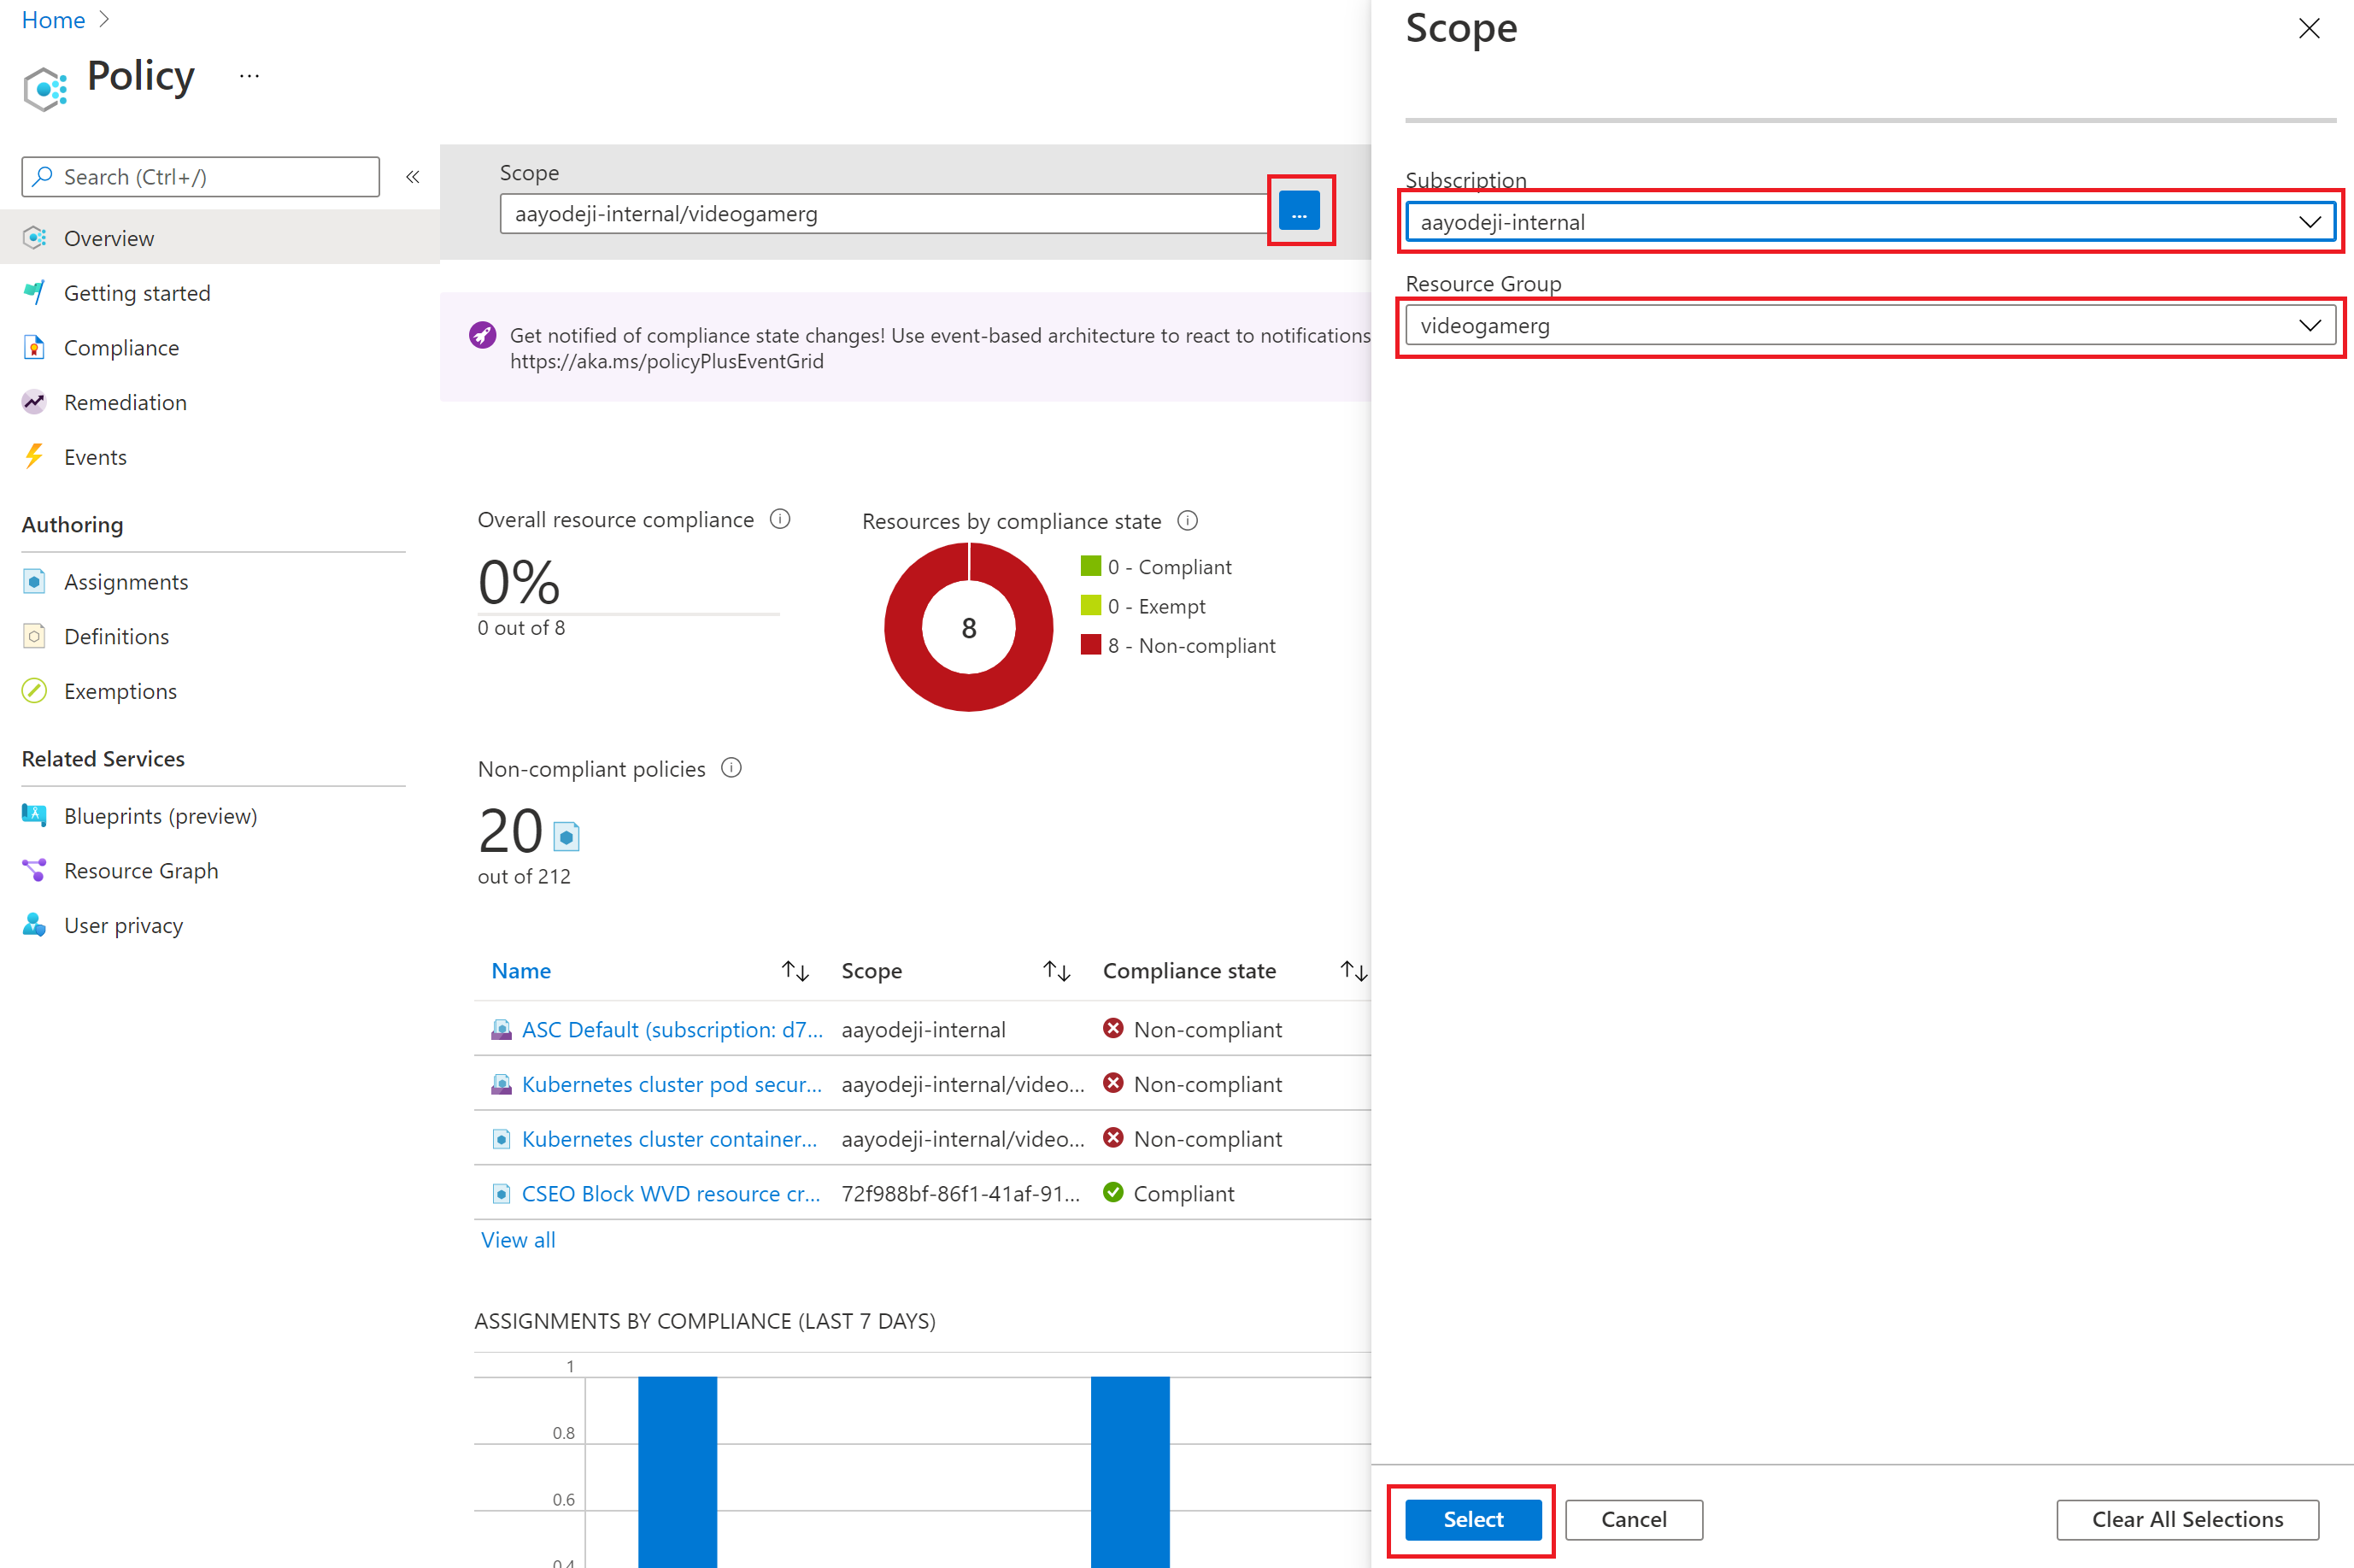 Home
Policy
...
Search (Ctrl+/)
«
Overview
Getting started
Compliance
Remediation
Events
Authoring
Assignments
Definitions
Exemptions
Related Services
Blueprints (preview)
Resource Graph
User privacy
Scope
aayodeji-internal/videogamerg
...
Get notified of compliance state changes! Use event-based architecture to react to notifications
https://aka.ms/policyPlusEventGrid
Overall resource compliance
0%
0 out of 8
Resources by compliance state
8
0 - Compliant
0 - Exempt
8 - Non-compliant
Non-compliant policies
20
out of 212
Name Scope Compliance state
ASC Default (subscription: d7... aayodeji-internal Non-compliant
Kubernetes cluster pod secur... aayodeji-internal/video... Non-compliant
Kubernetes cluster container... aayodeji-internal/video... Non-compliant
CSEO Block WVD resource cr... 72f988bf-86f1-41af-91... Compliant
View all
ASSIGNMENTS BY COMPLIANCE (LAST 7 DAYS)
1
0.8
0.6
0.4
Scope
Subscription
aayodeji-internal
Resource Group
videogamerg
Select
Cancel
Clear All Selections